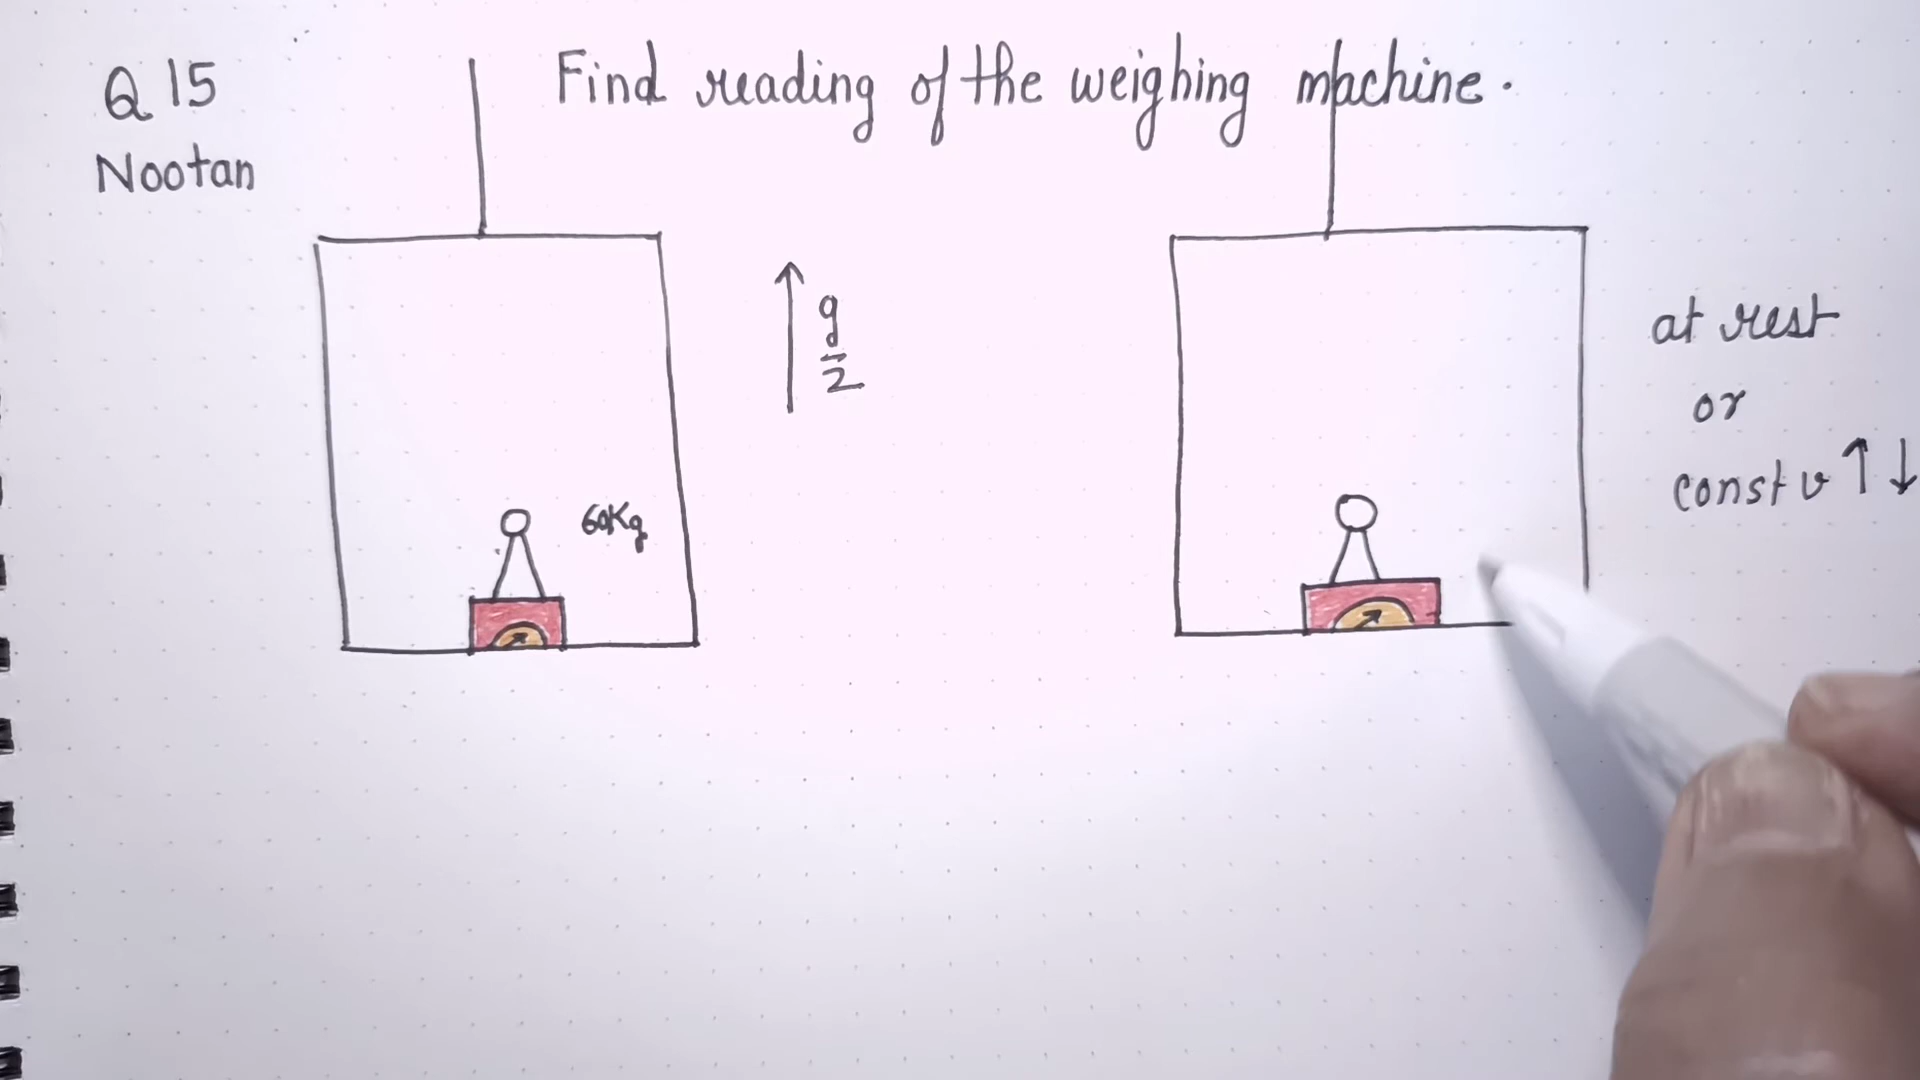 Q 15
Nootan
Find reading of the weighing machine.
g
2
60Kg
at rest
or
const v ↑ ↓